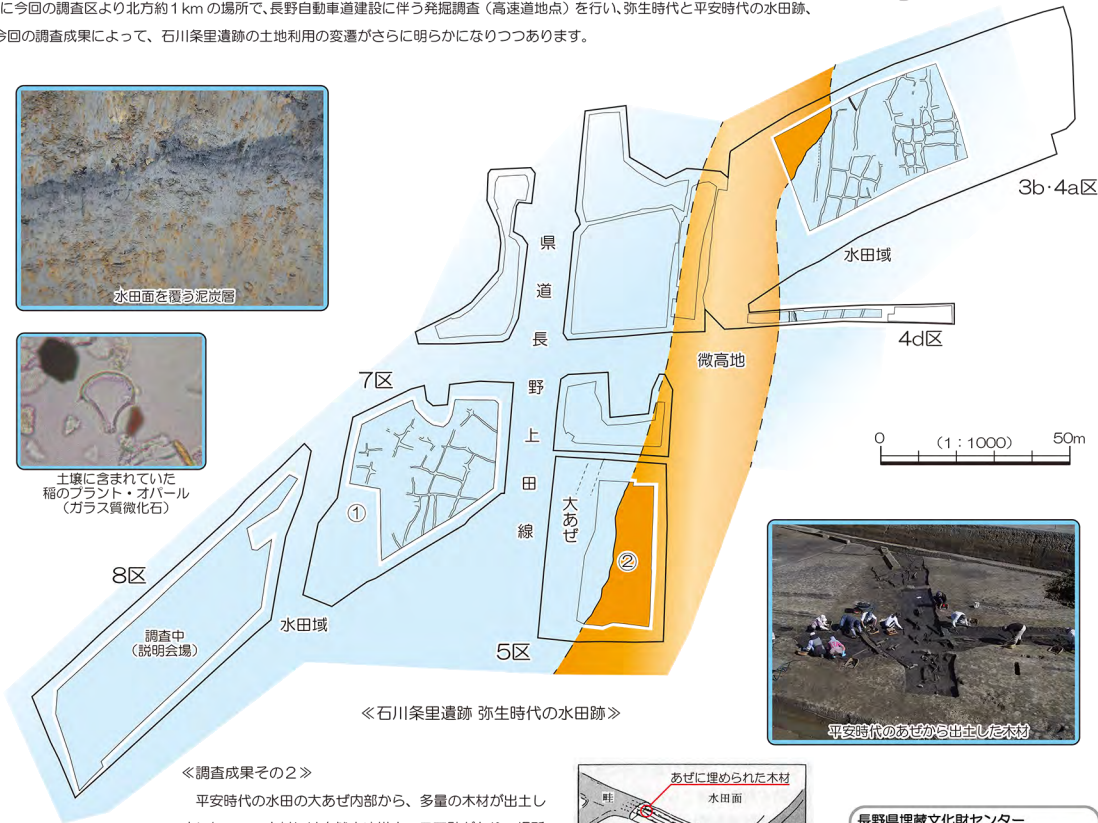 に今回の調査区より北方約1kmの場所で、長野自動車道建設に伴う発掘調査（高速道地点）を行い、弥生時代と平安時代の水田跡、
今回の調査成果によって、石川条里遺跡の土地利用の変遷がさらに明らかになりつつあります。
水田面を覆う泥炭層
土壌に含まれていた
稲のプラント・オパール
（ガラス質微化石）
県道長野上田線
3b・4a区
水田域
4d区
微高地
7区
①
大あぜ
②
0 （1：1000） 50m
8区
調査中
（説明会場）
水田域
5区
≪石川条里遺跡 弥生時代の水田跡≫
平安時代のあぜから出土した木材
≪調査成果その２≫
平安時代の水田の大あぜ内部から、多量の木材が出土し
あぜに埋められた木材
畦
水田面
長野県埋蔵文化財センター